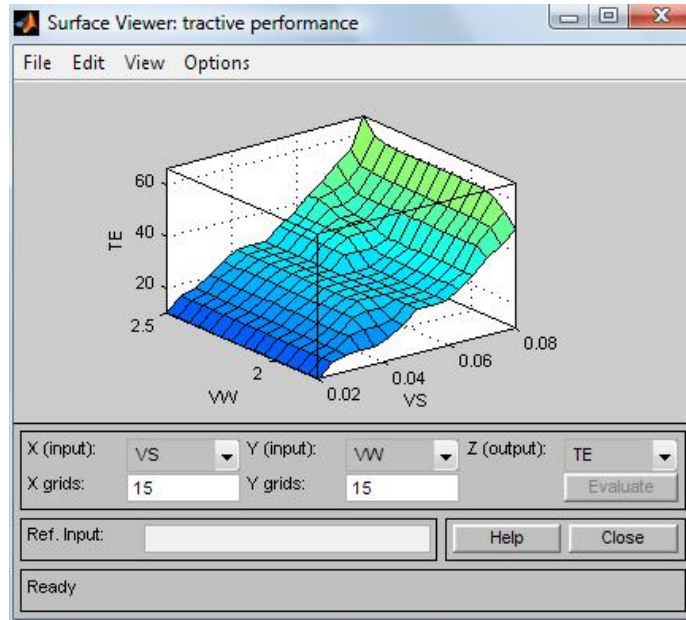 Surface Viewer: tractive performance
File Edit View Options
60
40
20
TE
2.5
2
VW
0.02
0.04
0.06
0.08
VS
X (input): VS Y (input): VW Z (output): TE
X grids: 15 Y grids: 15 Evaluate
Ref. Input: Help Close
Ready